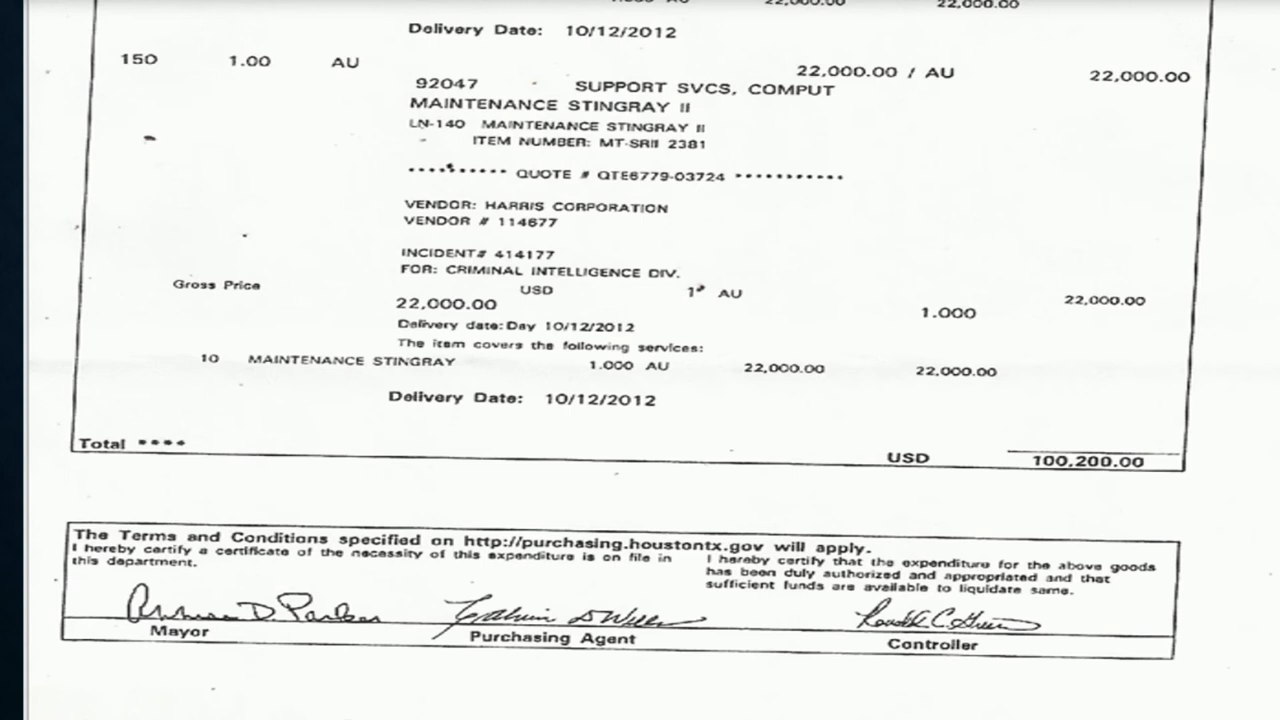 22,000.00 22,000.00
Delivery Date: 10/12/2012
150 1.00 AU 22,000.00 / AU 22,000.00
92047 - SUPPORT SVCS, COMPUT
MAINTENANCE STINGRAY II
LN-140 MAINTENANCE STINGRAY II
ITEM NUMBER: MT-SRII 2381
********** QUOTE # QTE6779-03724 ***********
VENDOR: HARRIS CORPORATION
VENDOR # 114677
INCIDENT# 414177
FOR: CRIMINAL INTELLIGENCE DIV.
Gross Price USD 1 AU
22,000.00 1.000 22,000.00
Delivery date: Day 10/12/2012
The item covers the following services:
10 MAINTENANCE STINGRAY 1.000 AU 22,000.00 22,000.00
Delivery Date: 10/12/2012
Total **** USD 100,200.00
The Terms and Conditions specified on http://purchasing.houstontx.gov will apply.
I hereby certify a certificate of the necessity of this expenditure is on file in
this department.
I hereby certify that the expenditure for the above goods
has been duly authorized and appropriated and that
sufficient funds are available to liquidate same.
Mayor Purchasing Agent Controller